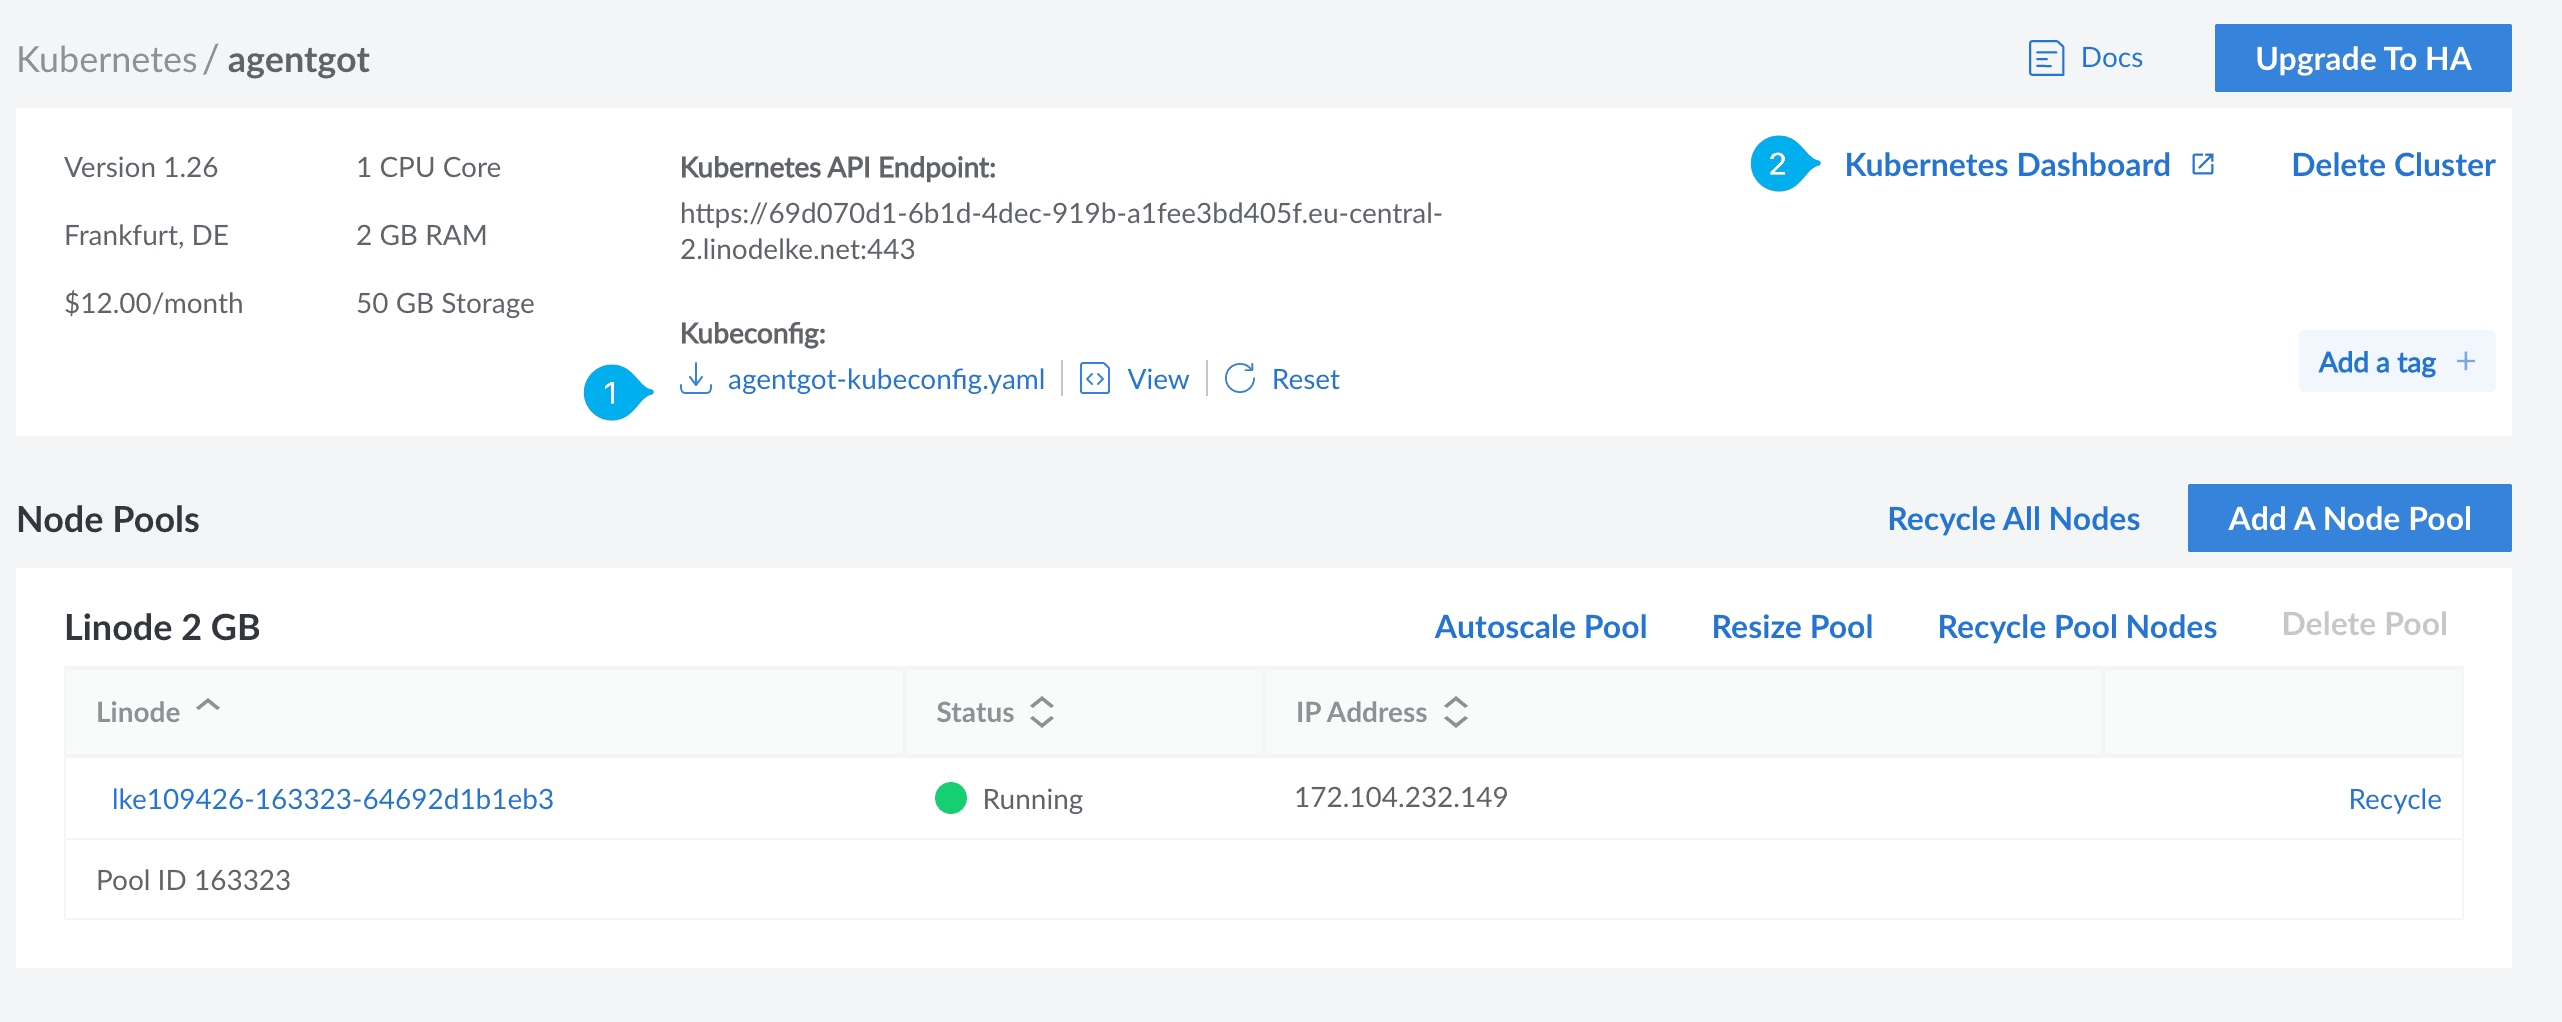 Kubernetes / agentgot
Docs
Upgrade To HA
Version 1.26
1 CPU Core
Frankfurt, DE
2 GB RAM
$12.00/month
50 GB Storage
Kubernetes API Endpoint:
https://69d070d1-6b1d-4dec-919b-a1fee3bd405f.eu-central-
2.linodelke.net:443
Kubeconfig:
1
agentgot-kubeconfig.yaml
View
Reset
2
Kubernetes Dashboard
Delete Cluster
Add a tag +
Node Pools
Recycle All Nodes
Add A Node Pool
Linode 2 GB
Autoscale Pool
Resize Pool
Recycle Pool Nodes
Delete Pool
Linode
Status
IP Address
lke109426-163323-64692d1b1eb3
Running
172.104.232.149
Recycle
Pool ID 163323